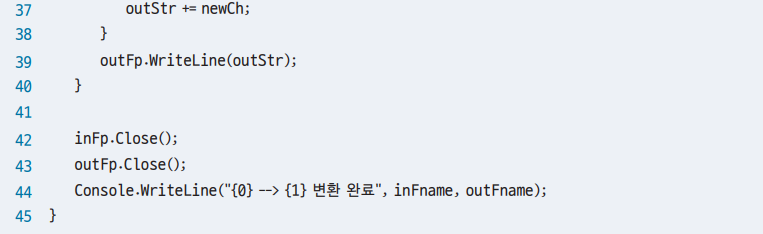 37 outStr += newCh;
38 }
39 outFp.WriteLine(outStr);
40 }
41
42 inFp.Close();
43 outFp.Close();
44 Console.WriteLine("{0} --> {1} 변환 완료", inFname, outFname);
45 }